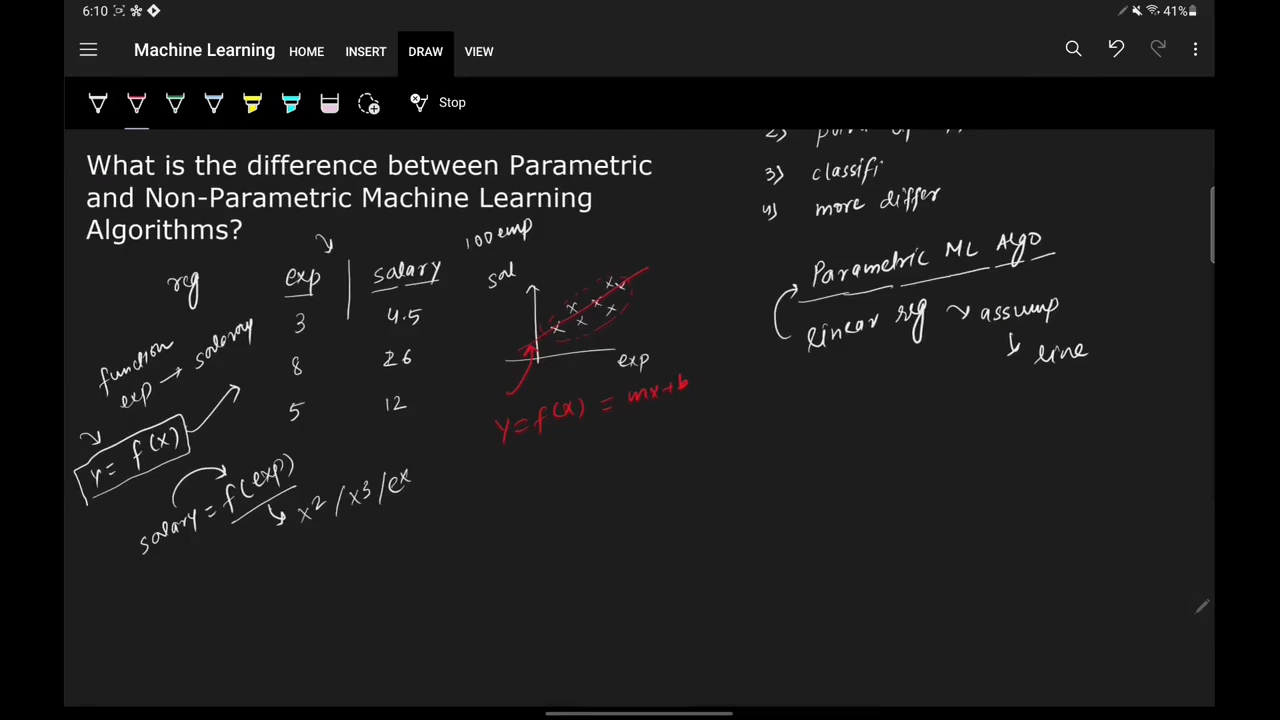 6:10
41%
Machine Learning HOME INSERT DRAW VIEW
Stop
What is the difference between Parametric
and Non-Parametric Machine Learning
Algorithms?
reg
exp salary
3 4.5
8 26
5 12
function
exp → salary
y = f(x)
salary = f(exp)
x2 / x3 / ex
100 emp
sal
exp
y = f(x) = mx+b
2)
3) classifi
4) more differ
Parametric ML Algo
linear reg → assump
line